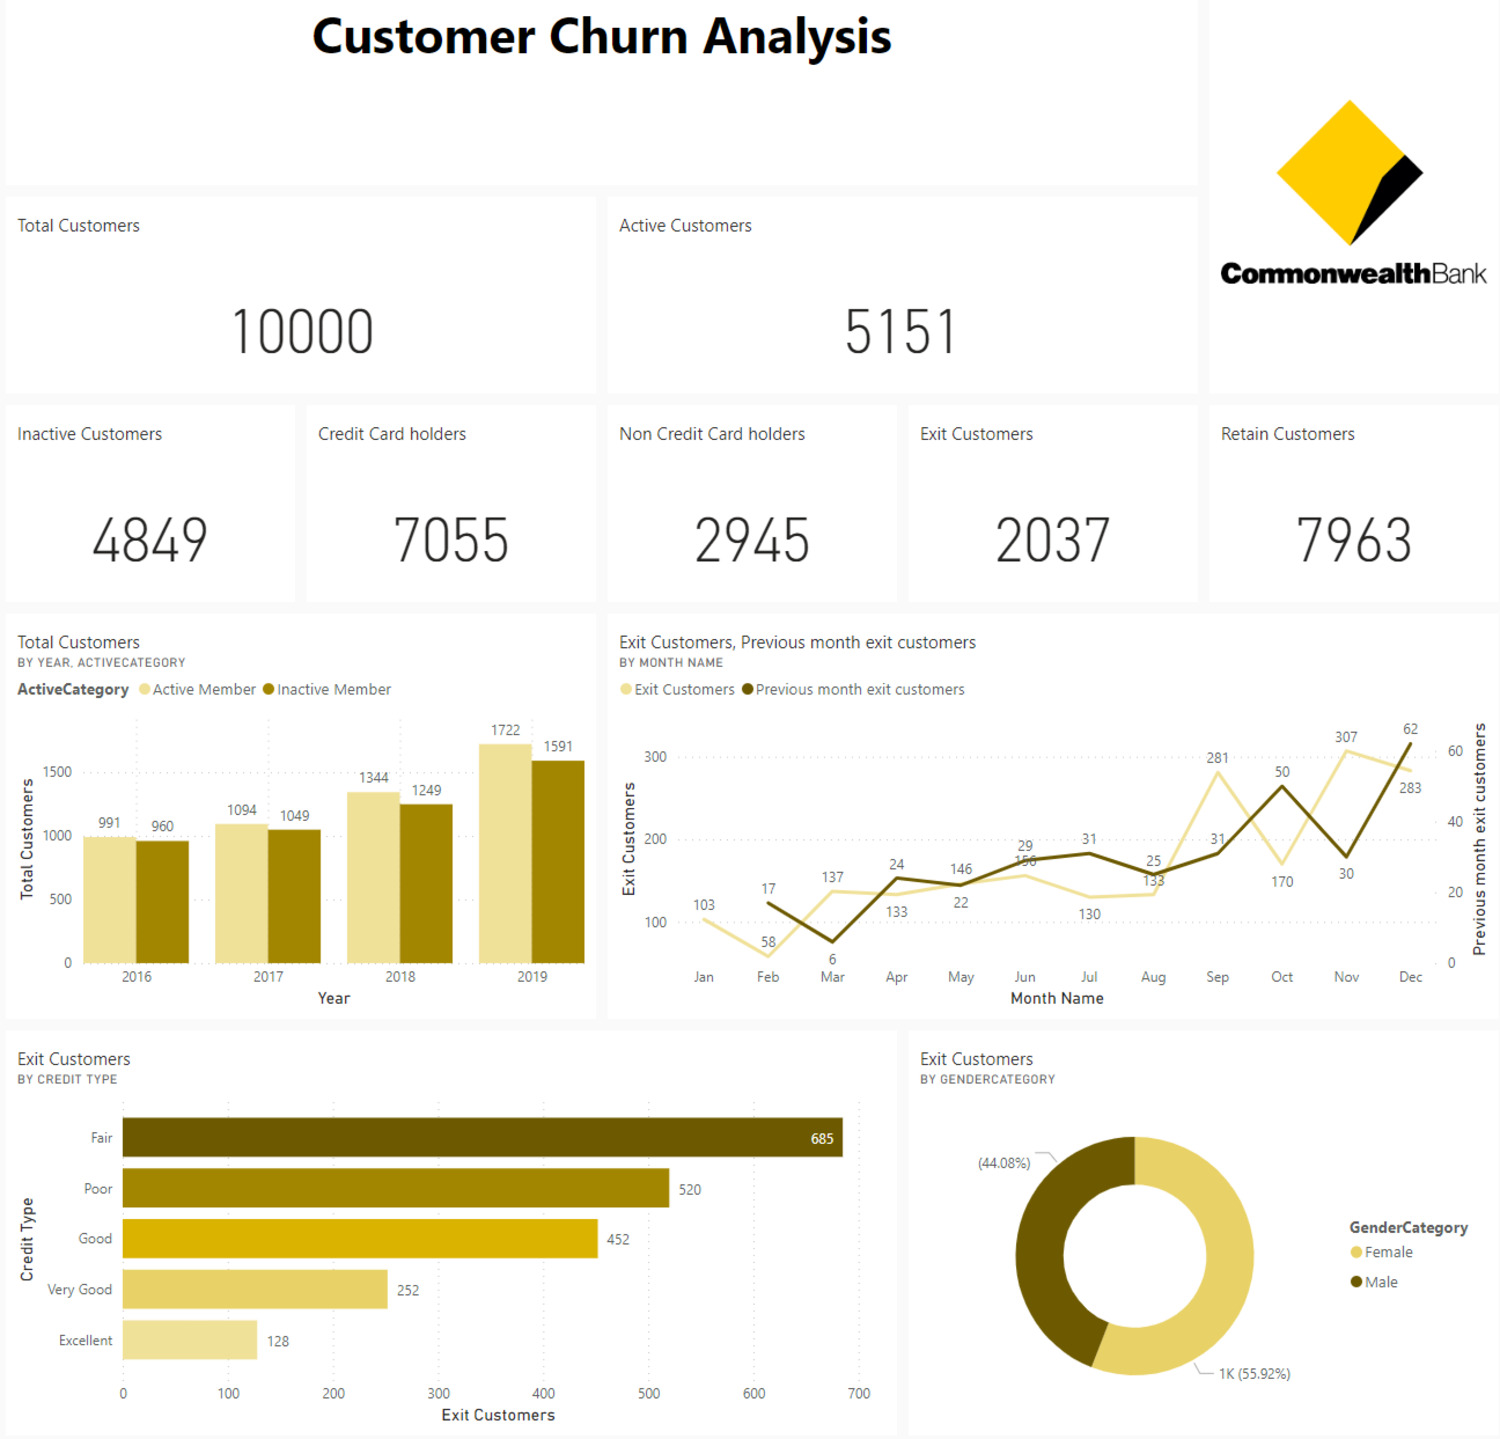 Customer Churn Analysis
CommonwealthBank
Total Customers
10000
Active Customers
5151
Inactive Customers
4849
Credit Card holders
7055
Non Credit Card holders
2945
Exit Customers
2037
Retain Customers
7963
Total Customers
BY YEAR, ACTIVECATEGORY
ActiveCategory Active Member Inactive Member
Total Customers
1500
1000
500
0
991 960
1094 1049
1344 1249
1722 1591
2016 2017 2018 2019
Year
Exit Customers, Previous month exit customers
BY MONTH NAME
Exit Customers Previous month exit customers
Exit Customers
300
200
100
103 58 137 133 146 156 130 133 281 170 307 283
17 6 24 22 29 31 25 31 50 30 62
60
40
20
0
Previous month exit customers
Jan Feb Mar Apr May Jun Jul Aug Sep Oct Nov Dec
Month Name
Exit Customers
BY CREDIT TYPE
Credit Type
Fair 685
Poor 520
Good 452
Very Good 252
Excellent 128
0 100 200 300 400 500 600 700
Exit Customers
Exit Customers
BY GENDERCATEGORY
(44.08%)
1K (55.92%)
GenderCategory
Female
Male